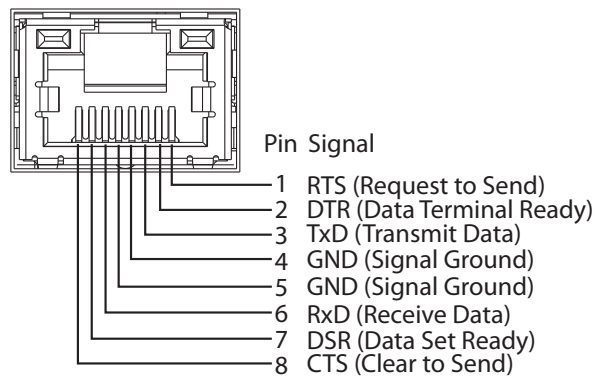 Pin Signal
1 RTS (Request to Send)
2 DTR (Data Terminal Ready)
3 TxD (Transmit Data)
4 GND (Signal Ground)
5 GND (Signal Ground)
6 RxD (Receive Data)
7 DSR (Data Set Ready)
8 CTS (Clear to Send)